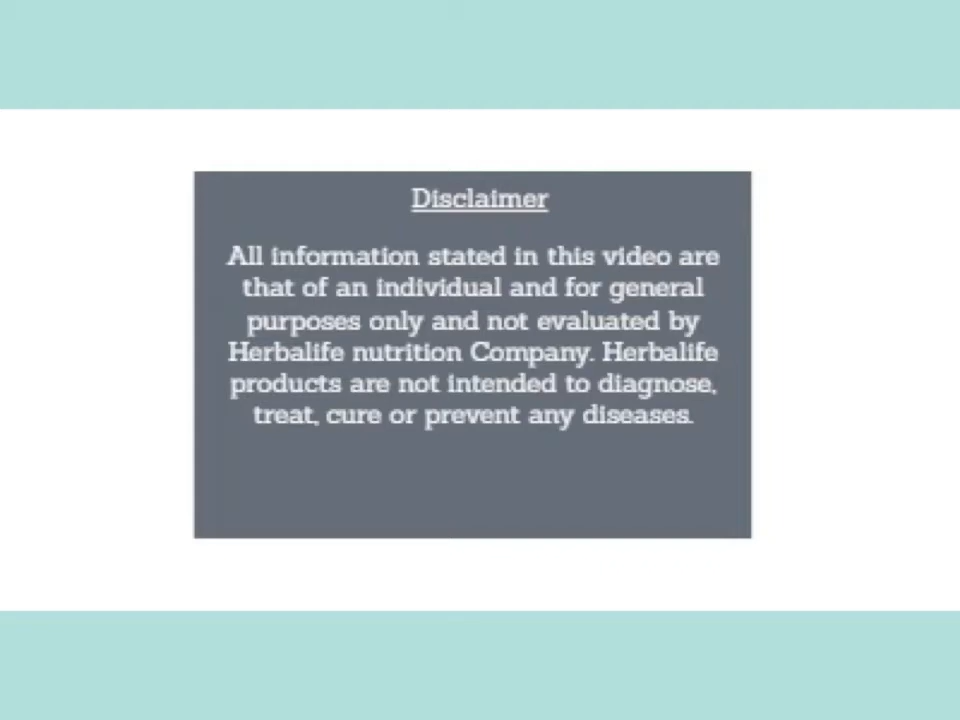 Disclaimer
All information stated in this video are
that of an individual and for general
purposes only and not evaluated by
Herbalife nutrition Company. Herbalife
products are not intended to diagnose,
treat, cure or prevent any diseases.